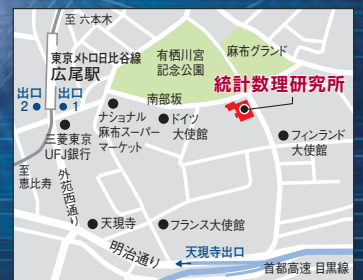 至 六本木
東京メトロ日比谷線
広尾駅
出口
2
出口
1
有栖川宮
記念公園
麻布グランド
統計数理研究所
南部坂
ナショナル
麻布スーパー
マーケット
ドイツ
大使館
三菱東京
UFJ銀行
フィンランド
大使館
至
恵比寿
外苑西通り
天現寺
フランス大使館
明治通り
天現寺出口
首都高速 目黒線